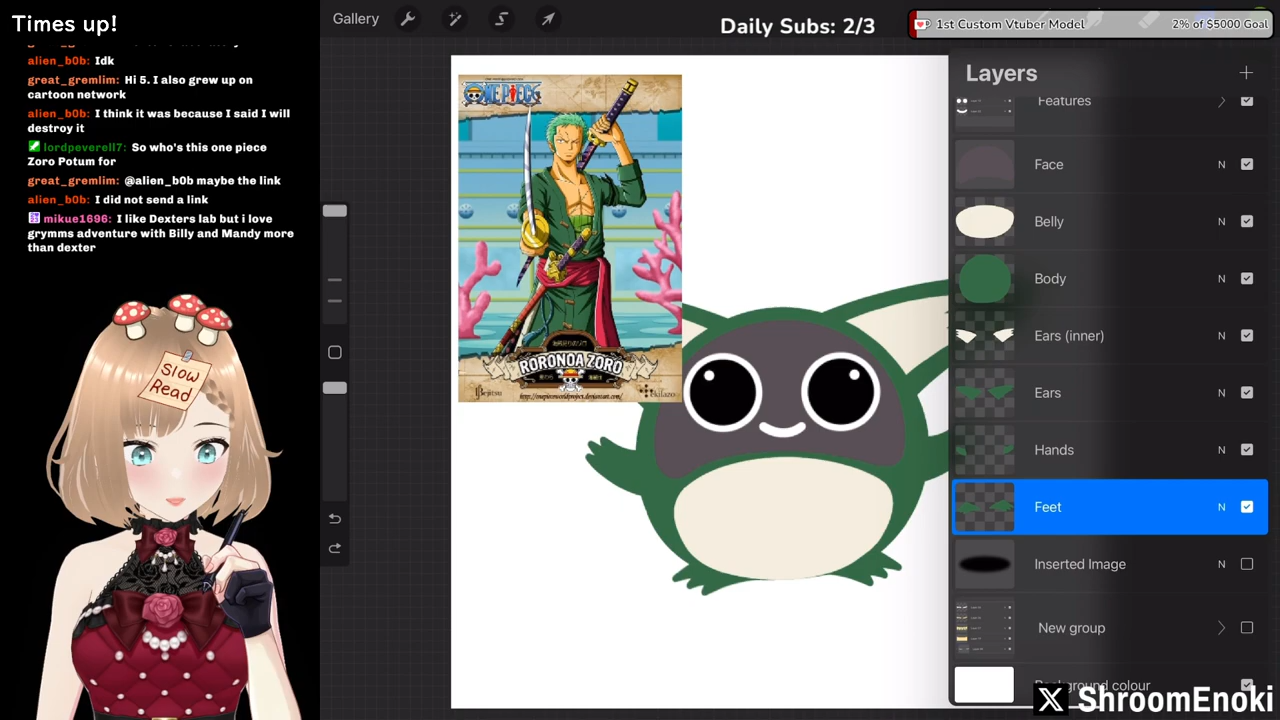 Times up!
alien_b0b: Idk
great_gremlim: Hi 5. I also grew up on
cartoon network
alien_b0b: I think it was because I said I will
destroy it
lordpeverell7: So who's this one piece
Zoro Potum for
great_gremlim: @alien_b0b maybe the link
alien_b0b: I did not send a link
mikue1696: I like Dexters lab but i love
grymms adventure with Billy and Mandy more
than dexter
Slow
Read
Gallery
Daily Subs: 2/3
1st Custom Vtuber Model
2% of $5000 Goal
ONE PIECE
RORONOA ZORO
Layers
Features
Face N
Belly N
Body N
Ears (inner) N
Ears N
Hands N
Feet N
Inserted Image N
New group
Background colour
ShroomEnoki